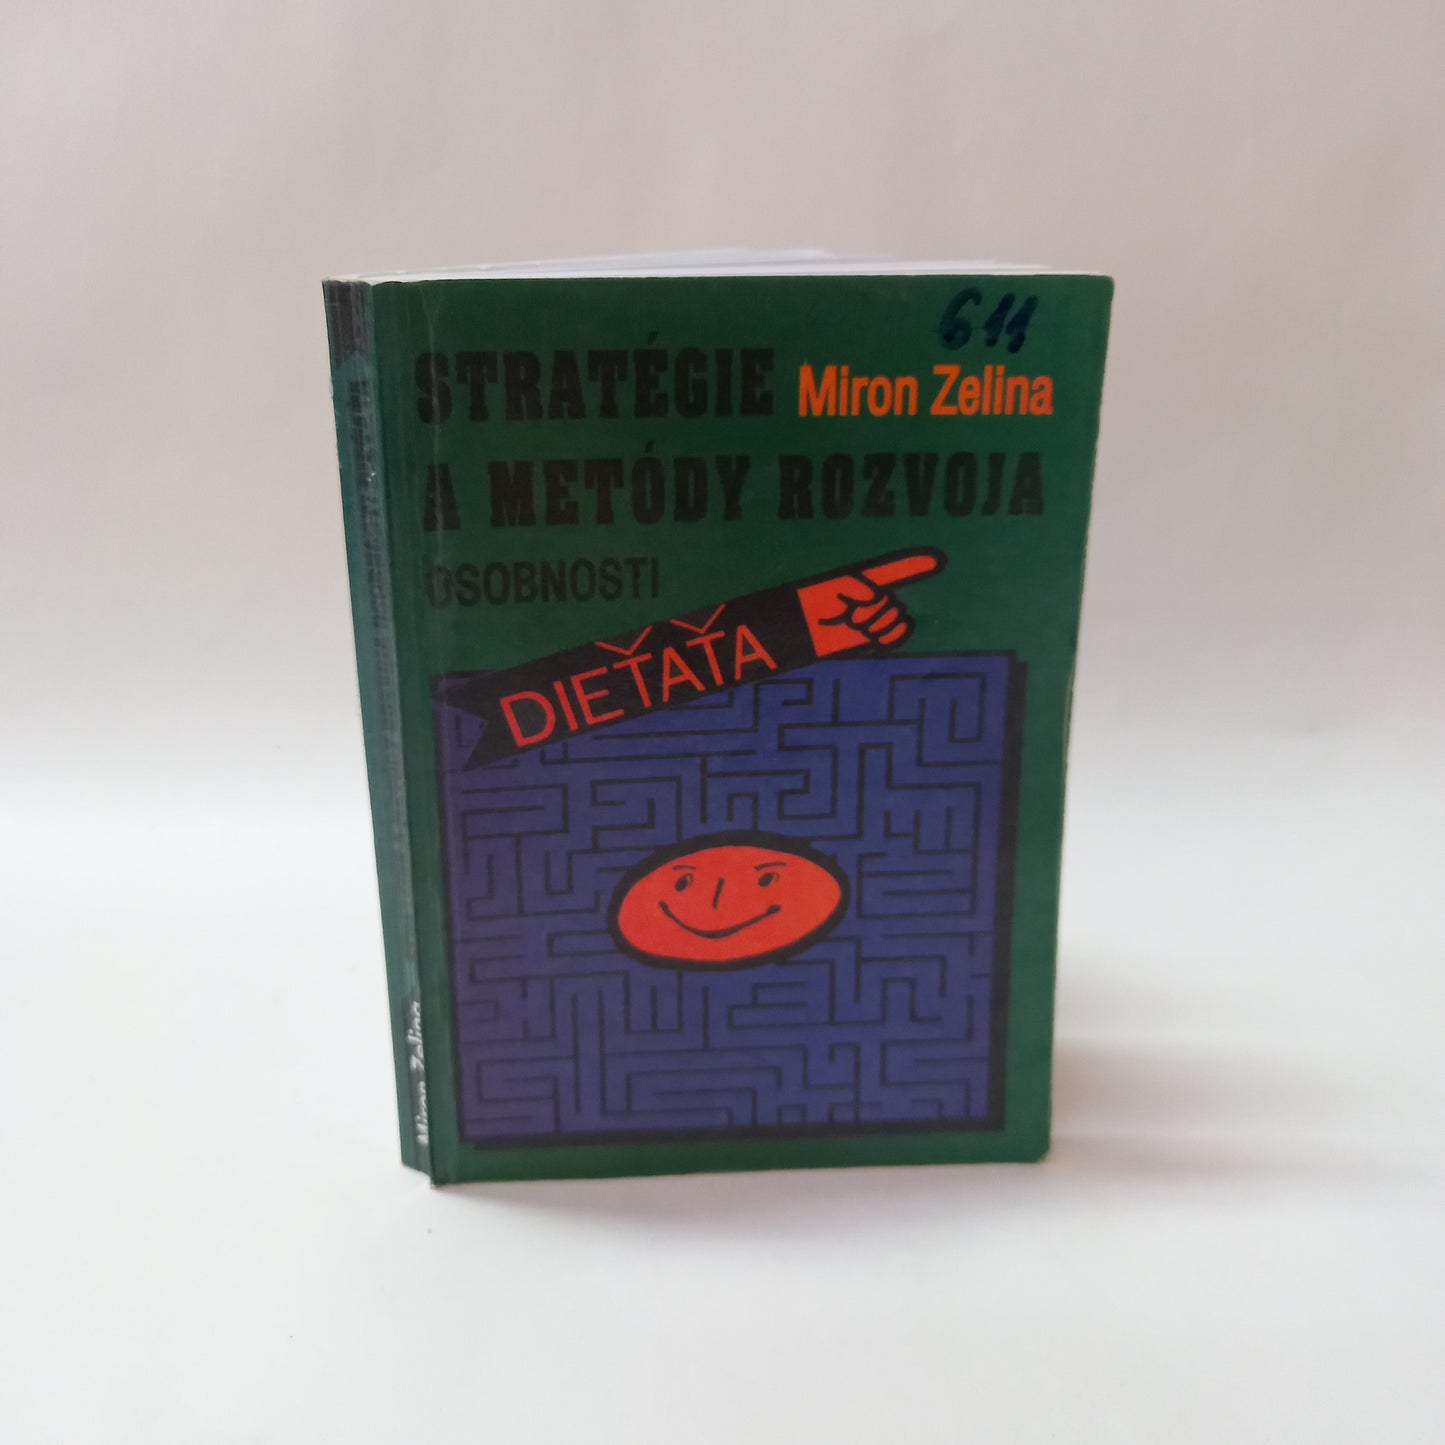 611
STRATÉGIE
Miron Zelina
A METÓDY ROZVOJA
OSOBNOSTI
DIEŤAŤA
Miron Zelina